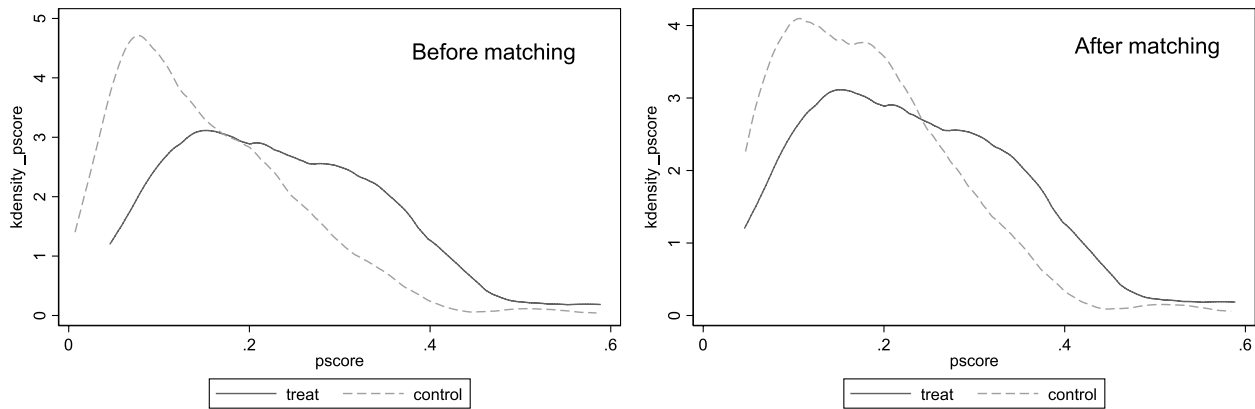 Before matching
kdensity_pscore
5
4
3
2
1
0
0 .2 .4 .6
pscore
treat control
After matching
kdensity_pscore
4
3
2
1
0
0 .2 .4 .6
pscore
treat control